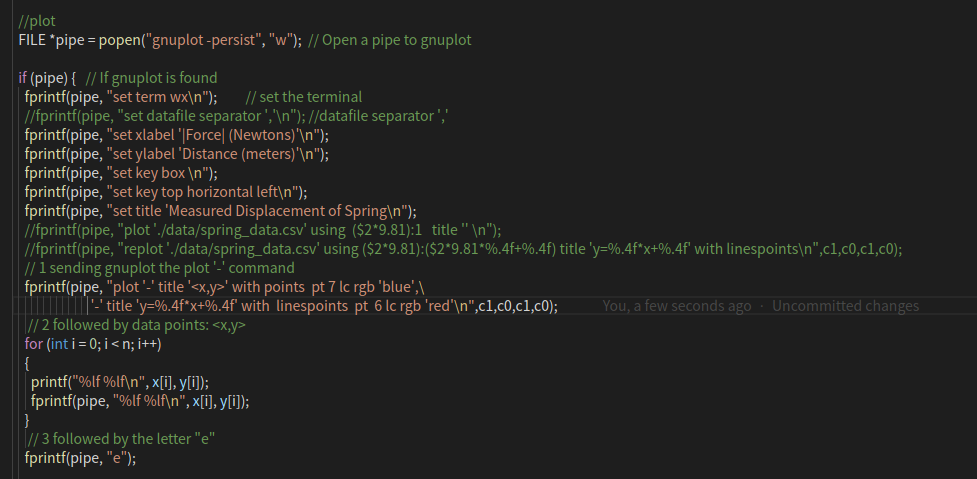 //plot
FILE *pipe = popen("gnuplot -persist", "w");  // Open a pipe to gnuplot
if (pipe) {   // If gnuplot is found
fprintf(pipe, "set term wx\n");        // set the terminal
//fprintf(pipe, "set datafile separator ','\n"); //datafile separator ','
fprintf(pipe, "set xlabel '|Force| (Newtons)'\n");
fprintf(pipe, "set ylabel 'Distance (meters)'\n");
fprintf(pipe, "set key box \n");
fprintf(pipe, "set key top horizontal left\n");
fprintf(pipe, "set title 'Measured Displacement of Spring\n");
//fprintf(pipe, "plot './data/spring_data.csv' using  ($2*9.81):1   title '' \n");
//fprintf(pipe, "replot './data/spring_data.csv' using ($2*9.81):($2*9.81*%.4f+%.4f) title 'y=%.4f*x+%.4f' with linespoints\n",c1,c0,c1,c0);
// 1 sending gnuplot the plot '-' command
fprintf(pipe, "plot '-' title '<x,y>' with points  pt 7 lc rgb 'blue',\
'-' title 'y=%.4f*x+%.4f' with  linespoints  pt  6 lc rgb 'red'\n",c1,c0,c1,c0);          You, a few seconds ago  ·  Uncommitted changes
// 2 followed by data points: <x,y>
for (int i = 0; i < n; i++)
{
printf("%lf %lf\n", x[i], y[i]);
fprintf(pipe, "%lf %lf\n", x[i], y[i]);
}
// 3 followed by the letter "e"
fprintf(pipe, "e");